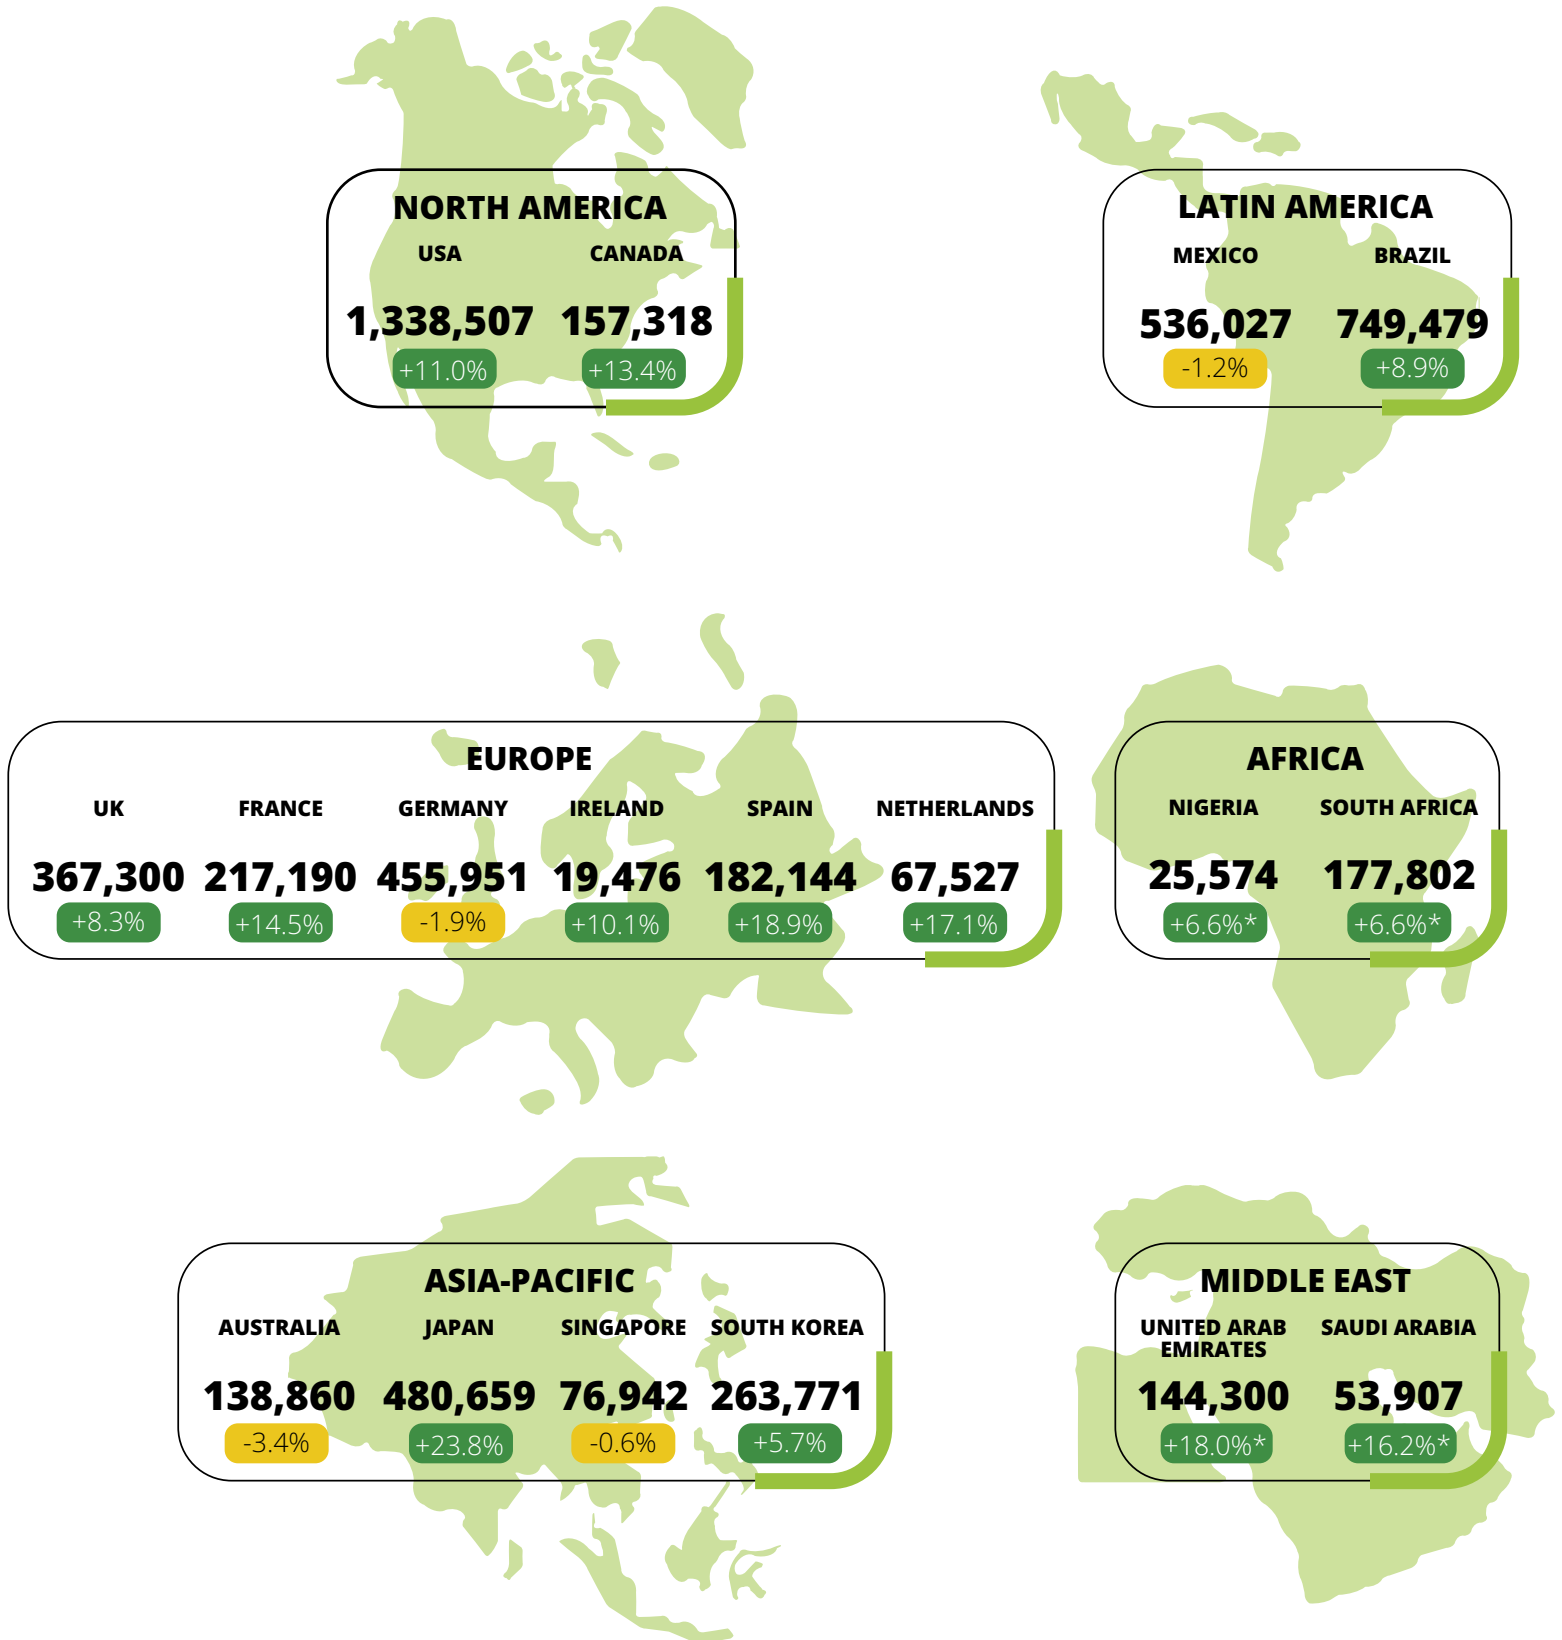 NORTH AMERICA
USA CANADA
1,338,507 157,318
+11.0% +13.4%
LATIN AMERICA
MEXICO BRAZIL
536,027 749,479
-1.2% +8.9%
EUROPE
UK FRANCE GERMANY IRELAND SPAIN NETHERLANDS
367,300 217,190 455,951 19,476 182,144 67,527
+8.3% +14.5% -1.9% +10.1% +18.9% +17.1%
AFRICA
NIGERIA SOUTH AFRICA
25,574 177,802
+6.6%* +6.6%*
ASIA-PACIFIC
AUSTRALIA JAPAN SINGAPORE SOUTH KOREA
138,860 480,659 76,942 263,771
-3.4% +23.8% -0.6% +5.7%
MIDDLE EAST
UNITED ARAB SAUDI ARABIA
EMIRATES
144,300 53,907
+18.0%* +16.2%*